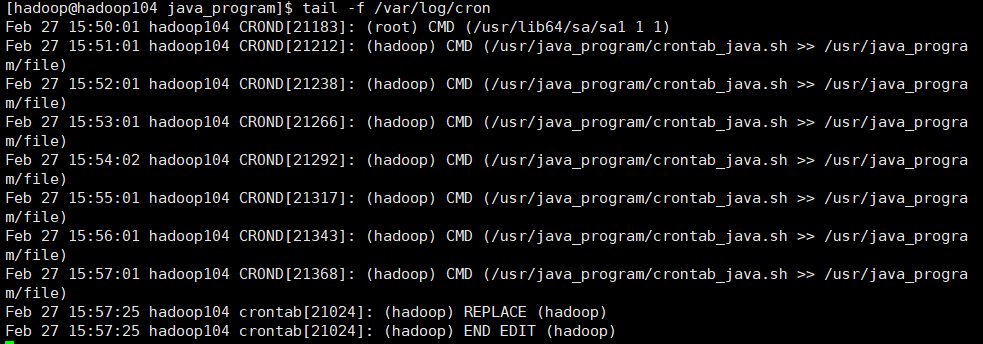 [hadoop@hadoop104 java_program]$ tail -f /var/log/cron
Feb 27 15:50:01 hadoop104 CROND[21183]: (root) CMD (/usr/lib64/sa/sa1 1 1)
Feb 27 15:51:01 hadoop104 CROND[21212]: (hadoop) CMD (/usr/java_program/crontab_java.sh >> /usr/java_progra
m/file)
Feb 27 15:52:01 hadoop104 CROND[21238]: (hadoop) CMD (/usr/java_program/crontab_java.sh >> /usr/java_progra
m/file)
Feb 27 15:53:01 hadoop104 CROND[21266]: (hadoop) CMD (/usr/java_program/crontab_java.sh >> /usr/java_progra
m/file)
Feb 27 15:54:02 hadoop104 CROND[21292]: (hadoop) CMD (/usr/java_program/crontab_java.sh >> /usr/java_progra
m/file)
Feb 27 15:55:01 hadoop104 CROND[21317]: (hadoop) CMD (/usr/java_program/crontab_java.sh >> /usr/java_progra
m/file)
Feb 27 15:56:01 hadoop104 CROND[21343]: (hadoop) CMD (/usr/java_program/crontab_java.sh >> /usr/java_progra
m/file)
Feb 27 15:57:01 hadoop104 CROND[21368]: (hadoop) CMD (/usr/java_program/crontab_java.sh >> /usr/java_progra
m/file)
Feb 27 15:57:25 hadoop104 crontab[21024]: (hadoop) REPLACE (hadoop)
Feb 27 15:57:25 hadoop104 crontab[21024]: (hadoop) END EDIT (hadoop)